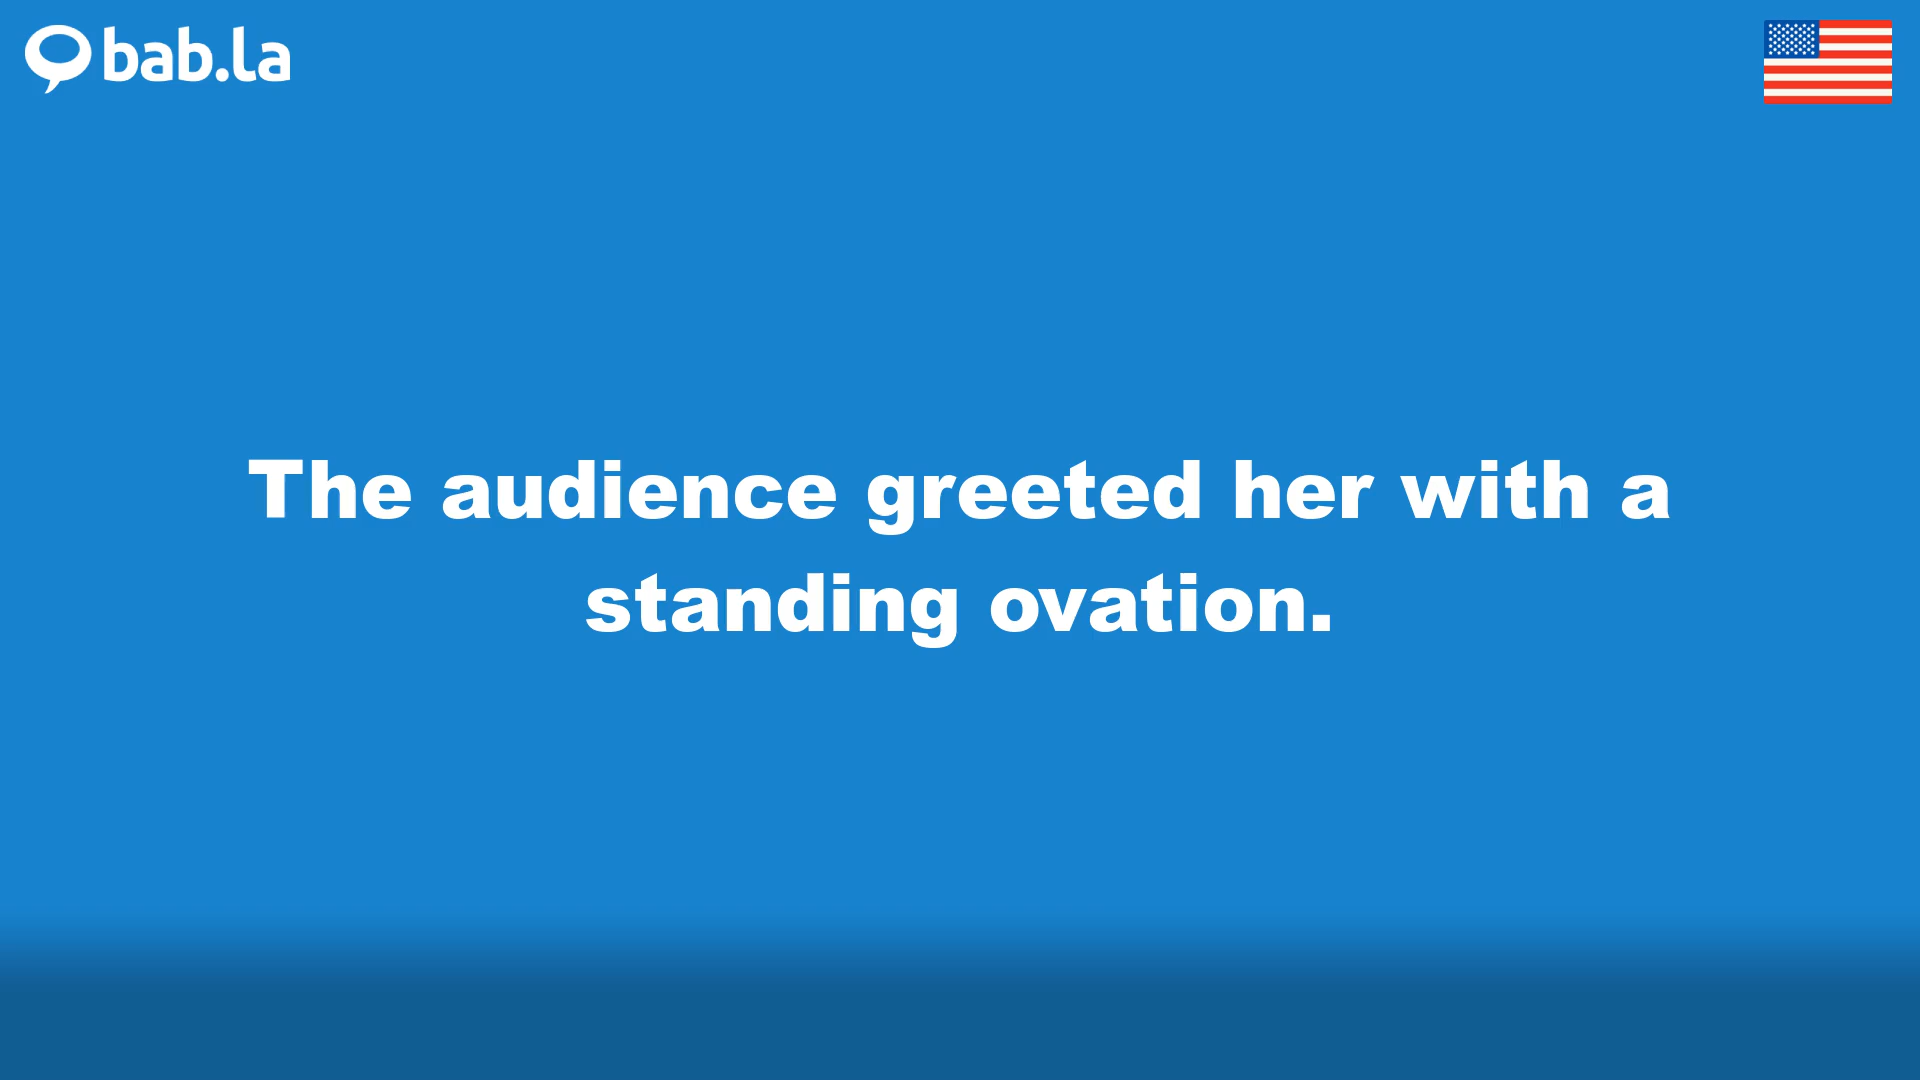 bab.la
The audience greeted her with a
standing ovation.